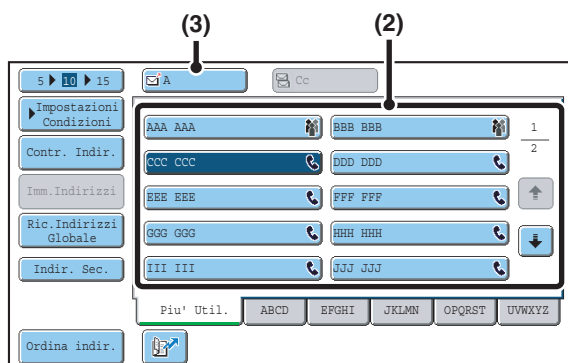 (3) (2)
5 10 15 A Cc
Impostazioni
Condizioni
AAA AAA BBB BBB 1
2
Contr. Indir.
CCC CCC DDD DDD
Imm.Indirizzi
EEE EEE FFF FFF
Ric.Indirizzi
Globale
GGG GGG HHH HHH
Indir. Sec.
III III JJJ JJJ
Piu' Util. ABCD EFGHI JKLMN OPQRST UVWXYZ
Ordina indir.